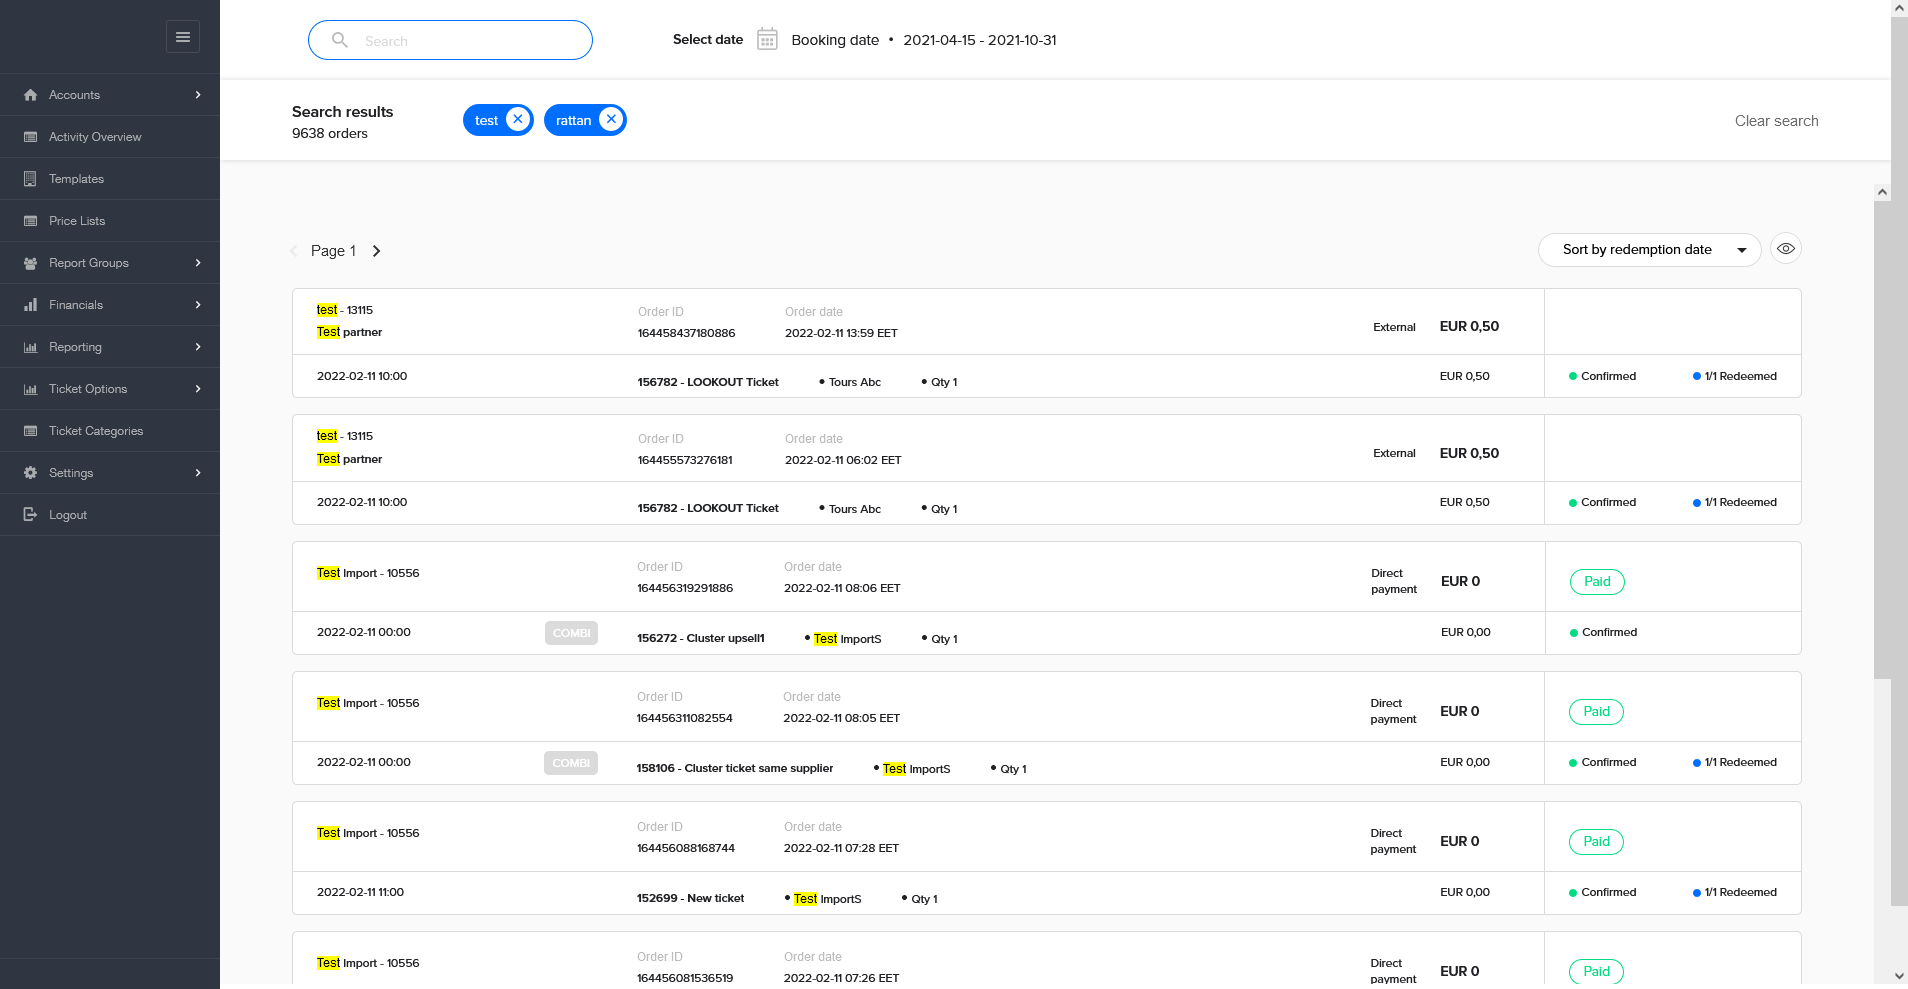 Search
Select date Booking date • 2021-04-15 - 2021-10-31
Accounts
Activity Overview
Templates
Price Lists
Report Groups
Financials
Reporting
Ticket Options
Ticket Categories
Settings
Logout
Search results
9638 orders
test
rattan
Clear search
Page 1
Sort by redemption date
test - 13115
Test partner
Order ID
164458437180886
Order date
2022-02-11 13:59 EET
External
EUR 0,50
2022-02-11 10:00
156782 - LOOKOUT Ticket • Tours Abc • Qty 1
EUR 0,50
Confirmed
1/1 Redeemed
test - 13115
Test partner
Order ID
164455573276181
Order date
2022-02-11 06:02 EET
External
EUR 0,50
2022-02-11 10:00
156782 - LOOKOUT Ticket • Tours Abc • Qty 1
EUR 0,50
Confirmed
1/1 Redeemed
Test Import - 10556
Order ID
164456319291886
Order date
2022-02-11 08:06 EET
Direct
payment
EUR 0
Paid
2022-02-11 00:00
COMBI
156272 - Cluster upsell1 • Test ImportS • Qty 1
EUR 0,00
Confirmed
Test Import - 10556
Order ID
164456311082554
Order date
2022-02-11 08:05 EET
Direct
payment
EUR 0
Paid
2022-02-11 00:00
COMBI
158106 - Cluster ticket same supplier • Test ImportS • Qty 1
EUR 0,00
Confirmed
1/1 Redeemed
Test Import - 10556
Order ID
164456088168744
Order date
2022-02-11 07:28 EET
Direct
payment
EUR 0
Paid
2022-02-11 11:00
152699 - New ticket • Test ImportS • Qty 1
EUR 0,00
Confirmed
1/1 Redeemed
Test Import - 10556
Order ID
164456081536519
Order date
2022-02-11 07:26 EET
Direct
payment
EUR 0
Paid